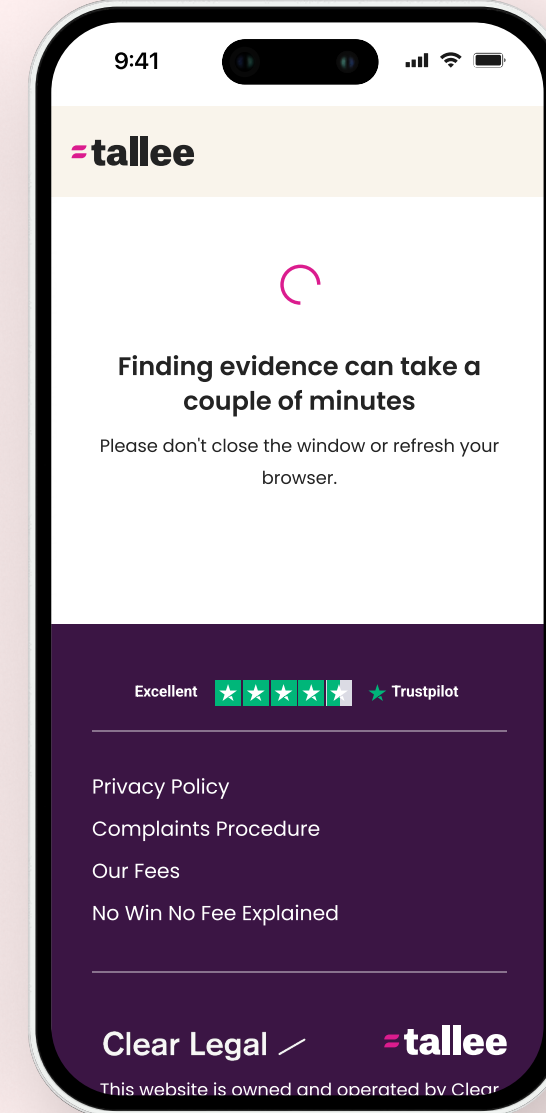 9:41
tallee
Finding evidence can take a
couple of minutes
Please don't close the window or refresh your
browser.
Excellent
Trustpilot
Privacy Policy
Complaints Procedure
Our Fees
No Win No Fee Explained
Clear Legal
tallee
This website is owned and operated by Clear